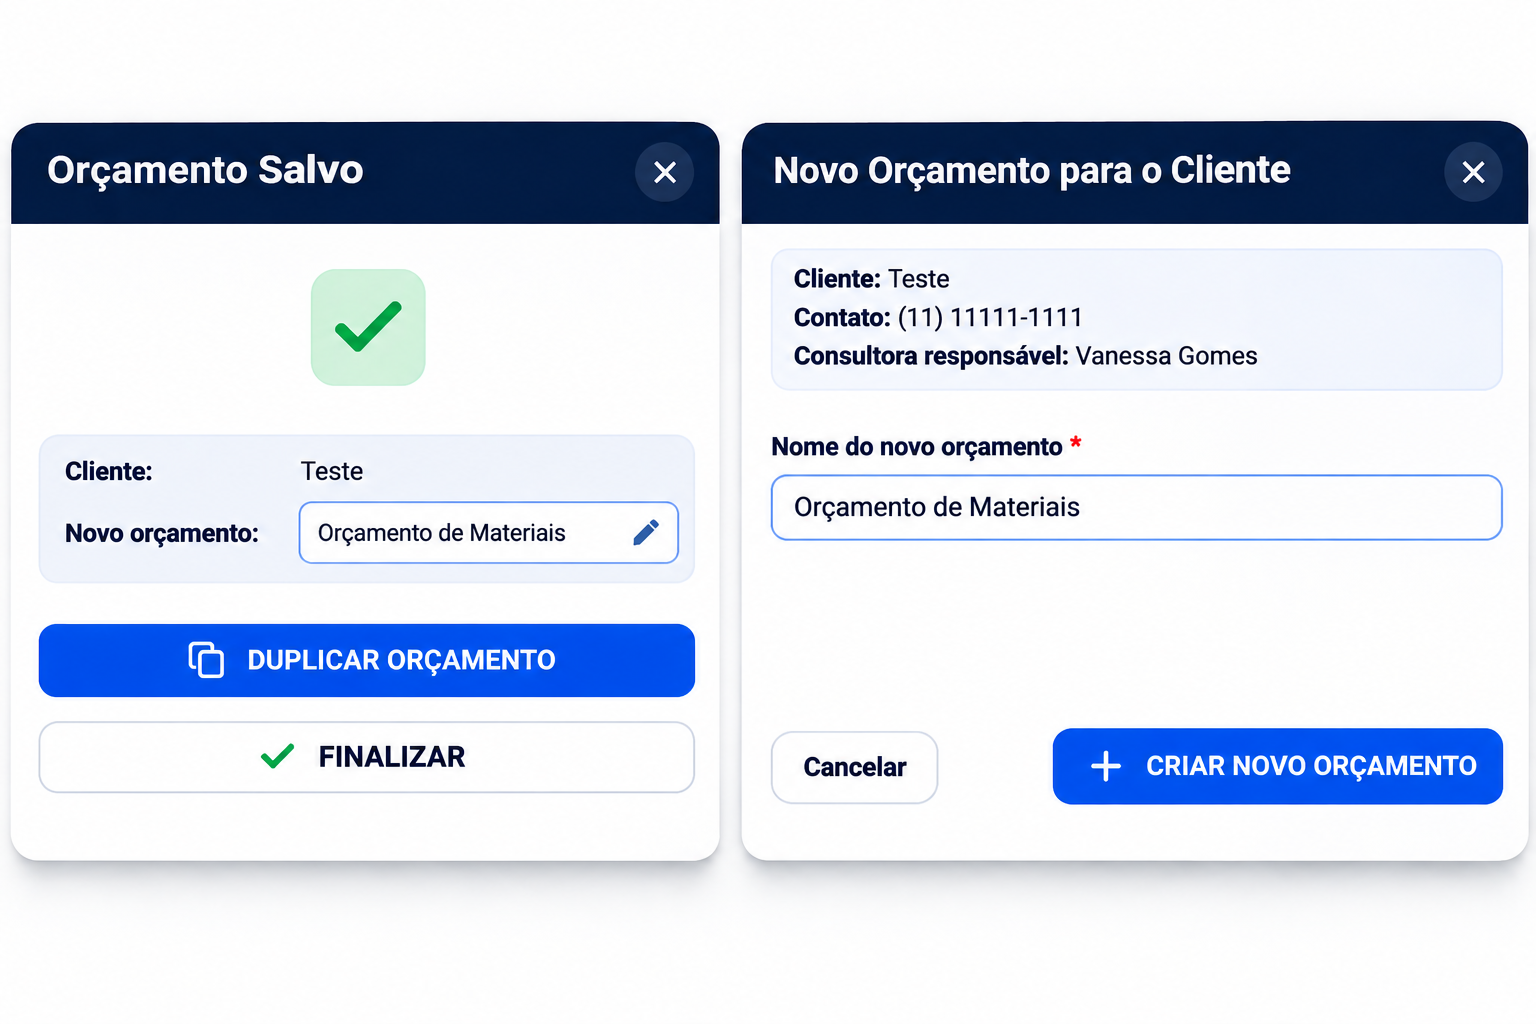 Orçamento Salvo
Cliente: Teste
Novo orçamento: Orçamento de Materiais
DUPLICAR ORÇAMENTO
FINALIZAR
Novo Orçamento para o Cliente
Cliente: Teste
Contato: (11) 11111-1111
Consultora responsável: Vanessa Gomes
Nome do novo orçamento *
Orçamento de Materiais
Cancelar
CRIAR NOVO ORÇAMENTO